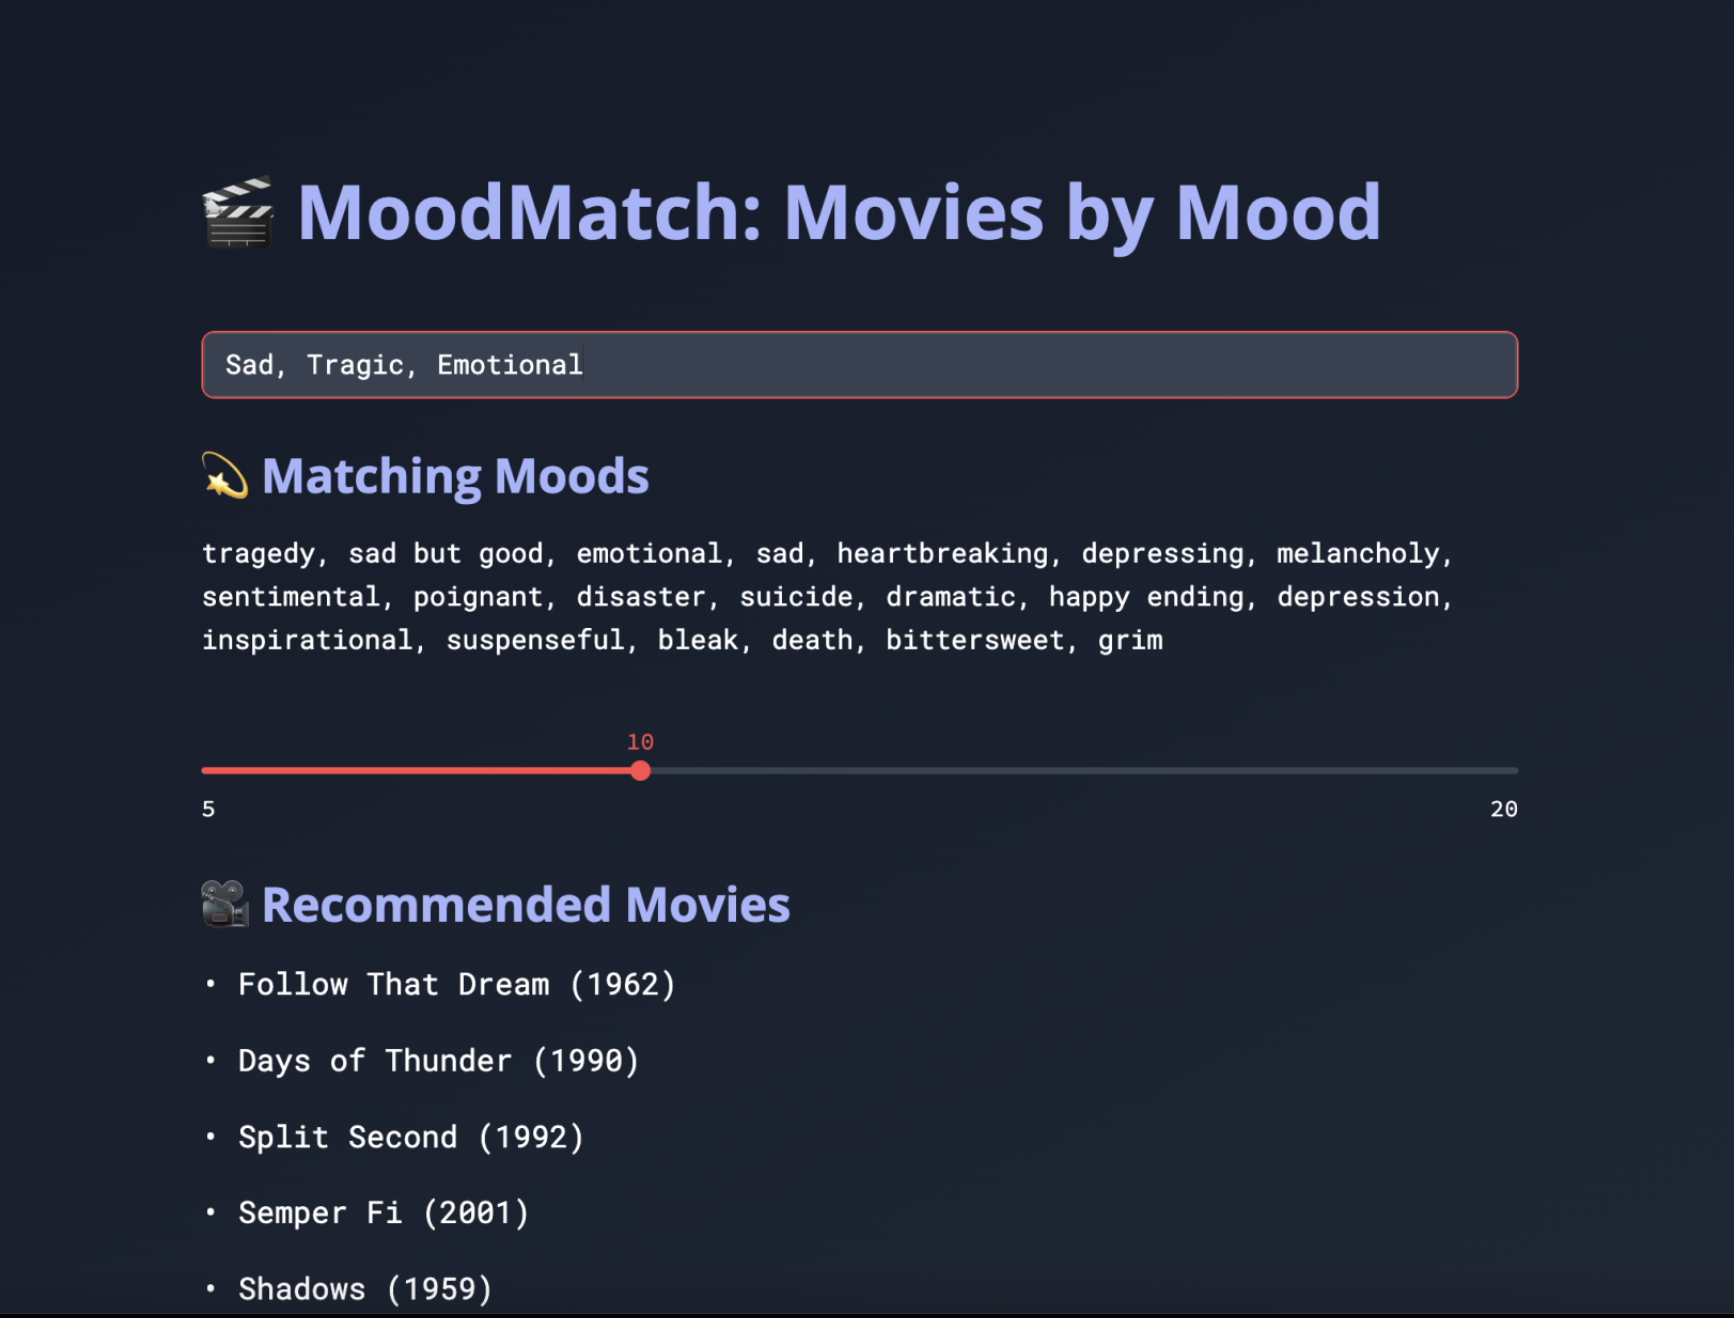 MoodMatch: Movies by Mood
Sad, Tragic, Emotional
Matching Moods
tragedy, sad but good, emotional, sad, heartbreaking, depressing, melancholy,
sentimental, poignant, disaster, suicide, dramatic, happy ending, depression,
inspirational, suspenseful, bleak, death, bittersweet, grim
10
5
20
Recommended Movies
• Follow That Dream (1962)
• Days of Thunder (1990)
• Split Second (1992)
• Semper Fi (2001)
• Shadows (1959)